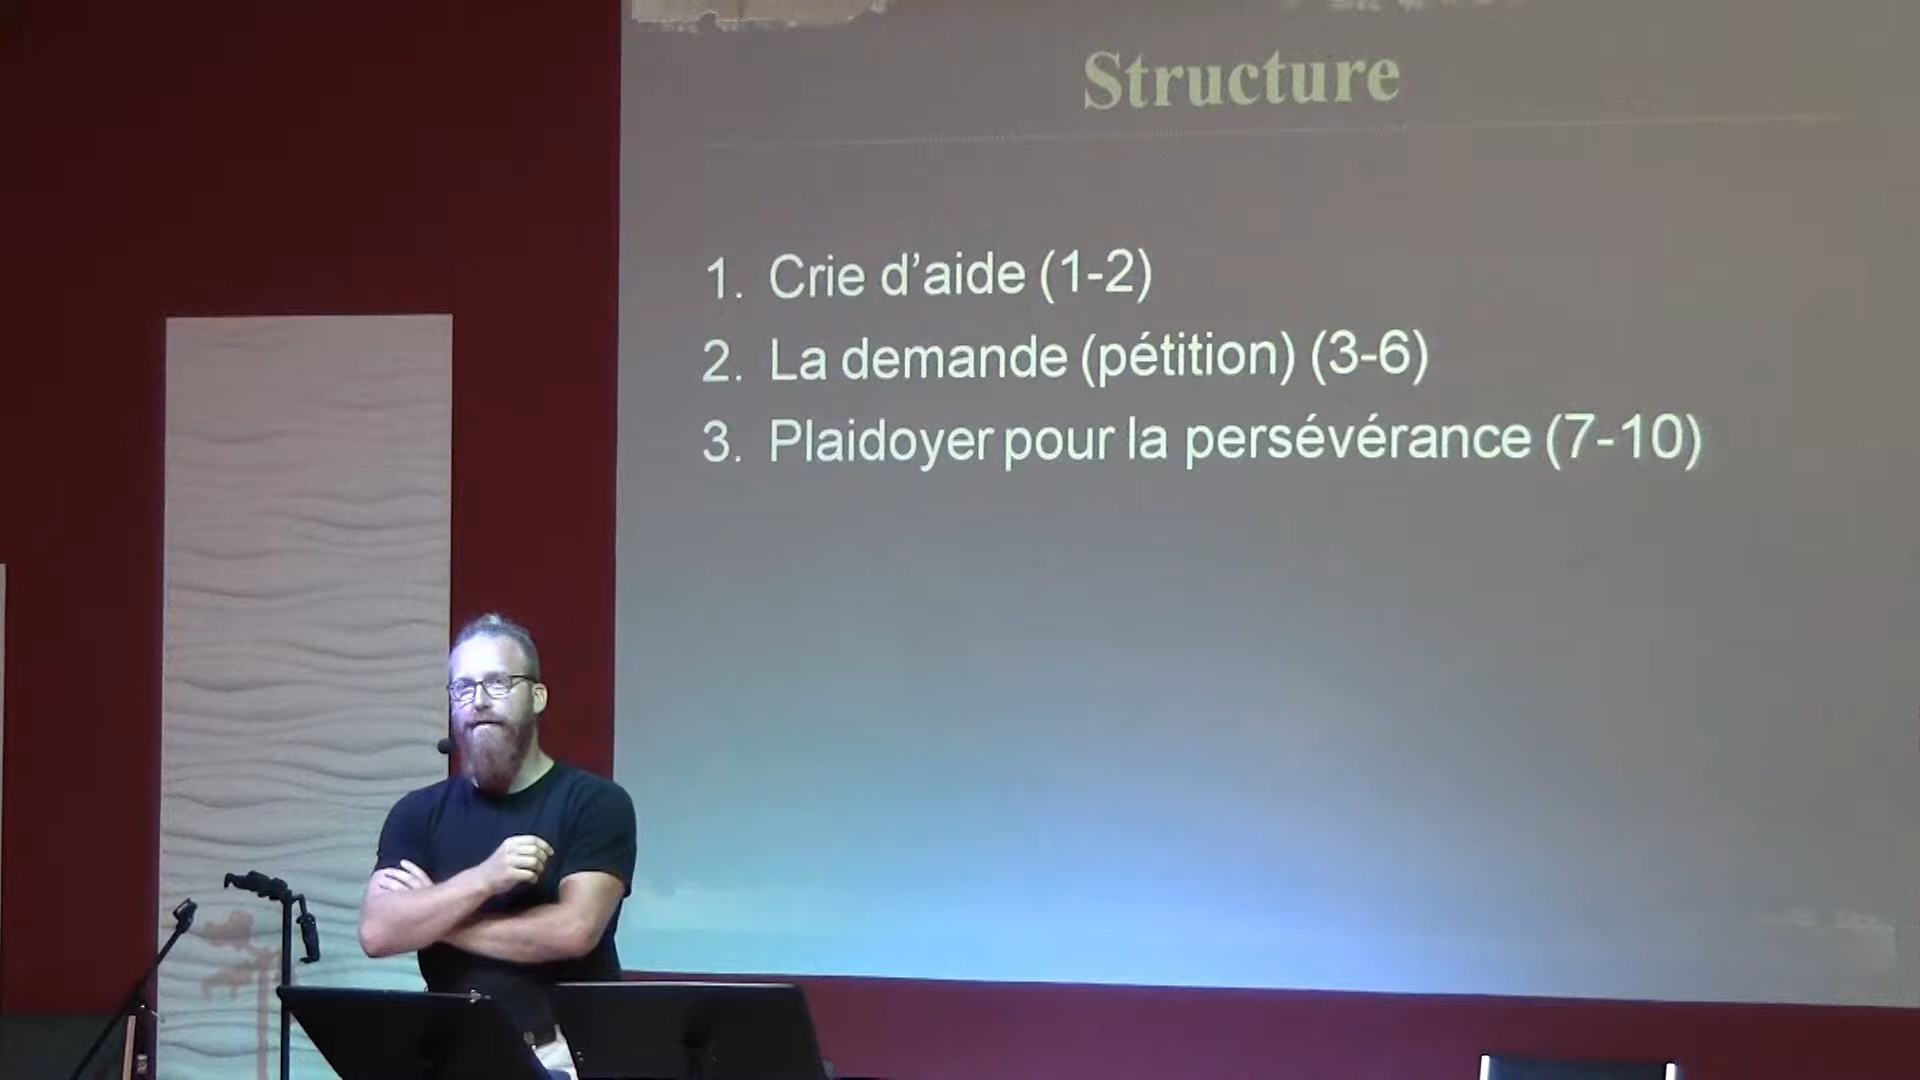 Structure
1. Crie d’aide (1-2)
2. La demande (pétition) (3-6)
3. Plaidoyer pour la persévérance (7-10)